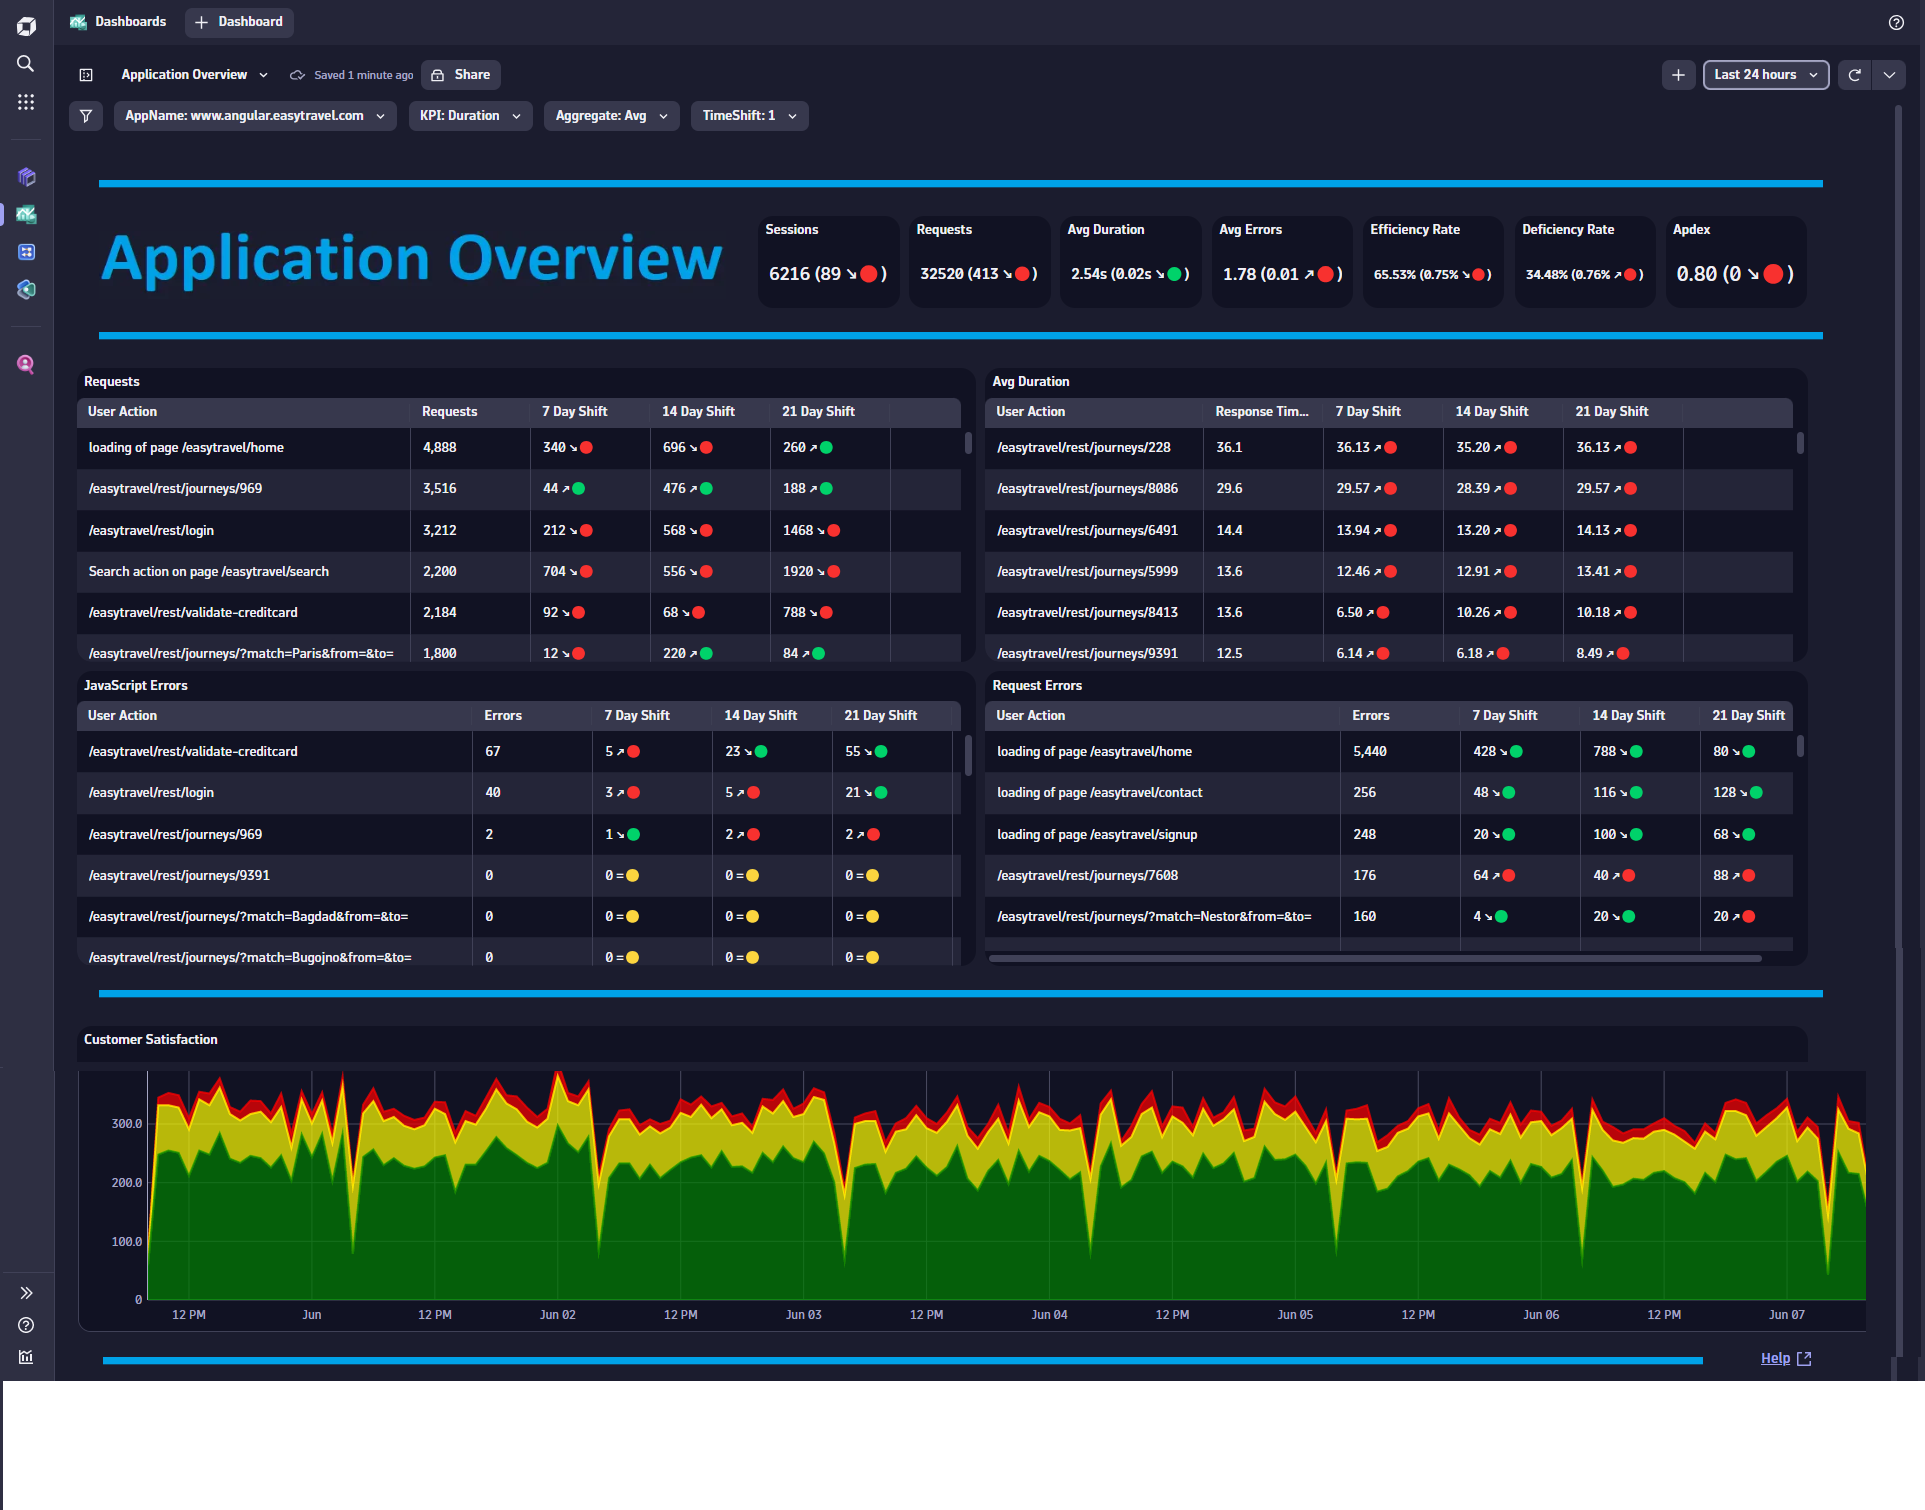 Dashboards
Dashboard
Application Overview
Saved 1 minute ago
Share
Last 24 hours
AppName: www.angular.easytravel.com
KPI: Duration
Aggregate: Avg
TimeShift: 1
Application Overview
Sessions
6216 (89 ↘ )
Requests
32520 (413 ↘ )
Avg Duration
2.54s (0.02s ↘ )
Avg Errors
1.78 (0.01 ↗ )
Efficiency Rate
65.53% (0.75% ↘ )
Deficiency Rate
34.48% (0.76% ↗ )
Apdex
0.80 (0 ↘ )
Requests
User Action Requests 7 Day Shift 14 Day Shift 21 Day Shift
loading of page /easytravel/home 4,888 340 ↘ 696 ↘ 260 ↗
/easytravel/rest/journeys/969 3,516 44 ↗ 476 ↗ 188 ↗
/easytravel/rest/login 3,212 212 ↘ 568 ↘ 1468 ↘
Search action on page /easytravel/search 2,200 704 ↘ 556 ↘ 1920 ↘
/easytravel/rest/validate-creditcard 2,184 92 ↘ 68 ↘ 788 ↘
/easytravel/rest/journeys/?match=Paris&from=&to= 1,800 12 ↘ 220 ↗ 84 ↗
Avg Duration
User Action Response Tim... 7 Day Shift 14 Day Shift 21 Day Shift
/easytravel/rest/journeys/228 36.1 36.13 ↗ 35.20 ↗ 36.13 ↗
/easytravel/rest/journeys/8086 29.6 29.57 ↗ 28.39 ↗ 29.57 ↗
/easytravel/rest/journeys/6491 14.4 13.94 ↗ 13.20 ↗ 14.13 ↗
/easytravel/rest/journeys/5999 13.6 12.46 ↗ 12.91 ↗ 13.41 ↗
/easytravel/rest/journeys/8413 13.6 6.50 ↗ 10.26 ↗ 10.18 ↗
/easytravel/rest/journeys/9391 12.5 6.14 ↗ 6.18 ↗ 8.49 ↗
JavaScript Errors
User Action Errors 7 Day Shift 14 Day Shift 21 Day Shift
/easytravel/rest/validate-creditcard 67 5 ↗ 23 ↘ 55 ↘
/easytravel/rest/login 40 3 ↗ 5 ↗ 21 ↘
/easytravel/rest/journeys/969 2 1 ↘ 2 ↗ 2 ↗
/easytravel/rest/journeys/9391 0 0 = 0 = 0 =
/easytravel/rest/journeys/?match=Bagdad&from=&to= 0 0 = 0 = 0 =
/easytravel/rest/journeys/?match=Bugojno&from=&to= 0 0 = 0 = 0 =
Request Errors
User Action Errors 7 Day Shift 14 Day Shift 21 Day Shift
loading of page /easytravel/home 5,440 428 ↘ 788 ↘ 80 ↘
loading of page /easytravel/contact 256 48 ↘ 116 ↘ 128 ↘
loading of page /easytravel/signup 248 20 ↘ 100 ↘ 68 ↘
/easytravel/rest/journeys/7608 176 64 ↗ 40 ↗ 88 ↗
/easytravel/rest/journeys/?match=Nestor&from=&to= 160 4 ↘ 20 ↘ 20 ↗
Customer Satisfaction
300.0
200.0
100.0
0
12 PM Jun 12 PM Jun 02 12 PM Jun 03 12 PM Jun 04 12 PM Jun 05 12 PM Jun 06 12 PM Jun 07
Help